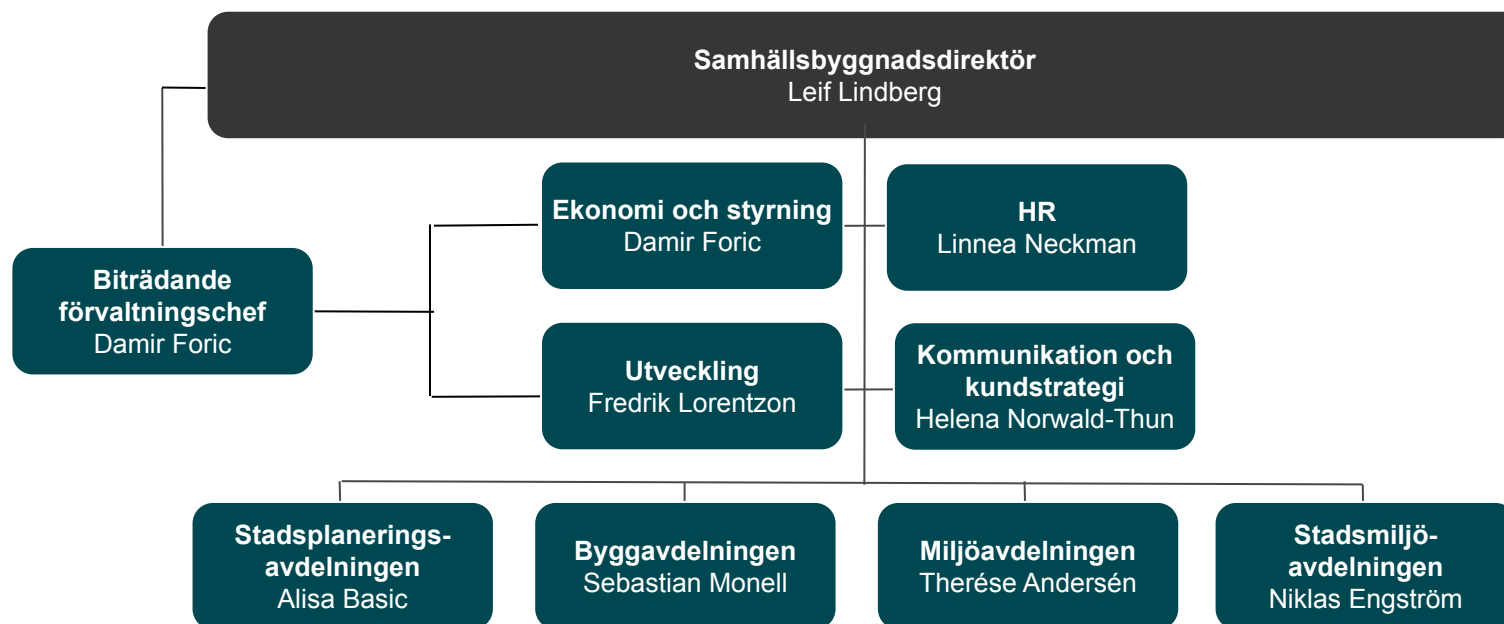 Samhällsbyggnadsdirektör
Leif Lindberg
Ekonomi och styrning
Damir Foric
HR
Linnea Neckman
Biträdande
förvaltningschef
Damir Foric
Utveckling
Fredrik Lorentzon
Kommunikation och
kundstrategi
Helena Norwald-Thun
Stadsplanerings-
avdelningen
Alisa Basic
Byggavdelningen
Sebastian Monell
Miljöavdelningen
Therése Andersén
Stadsmiljö-
avdelningen
Niklas Engström